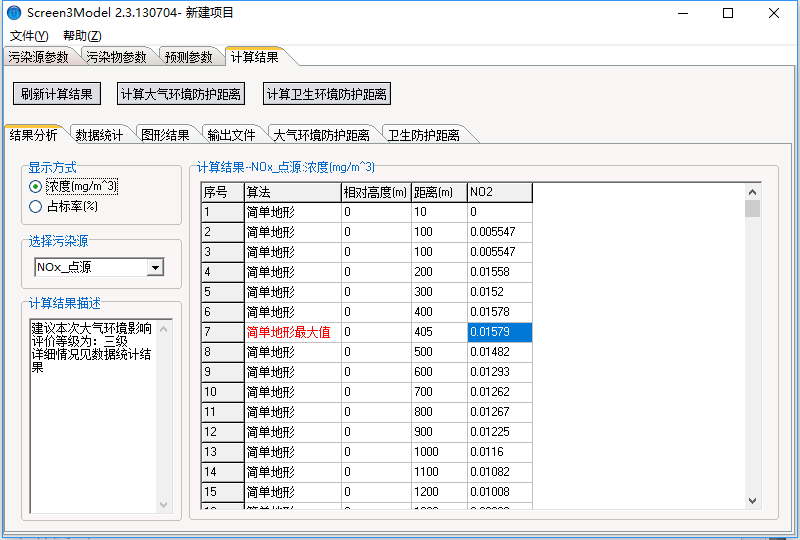 Screen3Model 2.3.130704- 新建项目
文件(Y) 帮助(Z)
污染源参数 污染物参数 预测参数 计算结果
刷新计算结果 计算大气环境防护距离 计算卫生环境防护距离
结果分析 数据统计 图形结果 输出文件 大气环境防护距离 卫生防护距离
显示方式
浓度(mg/m^3)
占标率(%)
选择污染源
NOx_点源
计算结果描述
建议本次大气环境影响
评价等级为：三级
详细情况见数据统计结
果
计算结果--NOx_点源:浓度(mg/m^3)
序号 算法 相对高度(m) 距离(m) NO2
1 简单地形 0 10 0
2 简单地形 0 100 0.005547
3 简单地形 0 100 0.005547
4 简单地形 0 200 0.01558
5 简单地形 0 300 0.0152
6 简单地形 0 400 0.01578
7 简单地形最大值 0 405 0.01579
8 简单地形 0 500 0.01482
9 简单地形 0 600 0.01293
10 简单地形 0 700 0.01262
11 简单地形 0 800 0.01267
12 简单地形 0 900 0.01225
13 简单地形 0 1000 0.0116
14 简单地形 0 1100 0.01082
15 简单地形 0 1200 0.01008